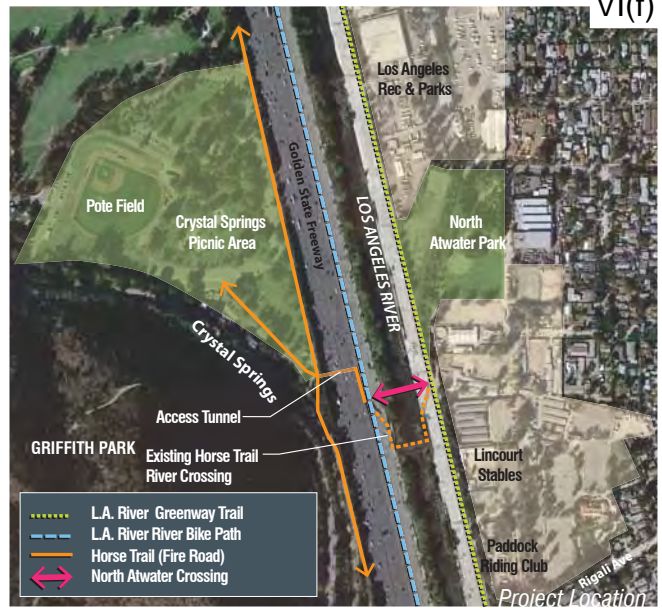 VI(f)
Los Angeles
Rec & Parks
Golden State Freeway
LOS ANGELES RIVER
Pote Field
Crystal Springs
Picnic Area
North
Atwater Park
Crystal Springs
Access Tunnel
GRIFFITH PARK
Existing Horse Trail
River Crossing
Lincourt
Stables
Paddock
Riding Club
Rigali Ave
L.A. River Greenway Trail
L.A. River River Bike Path
Horse Trail (Fire Road)
North Atwater Crossing
Project Location